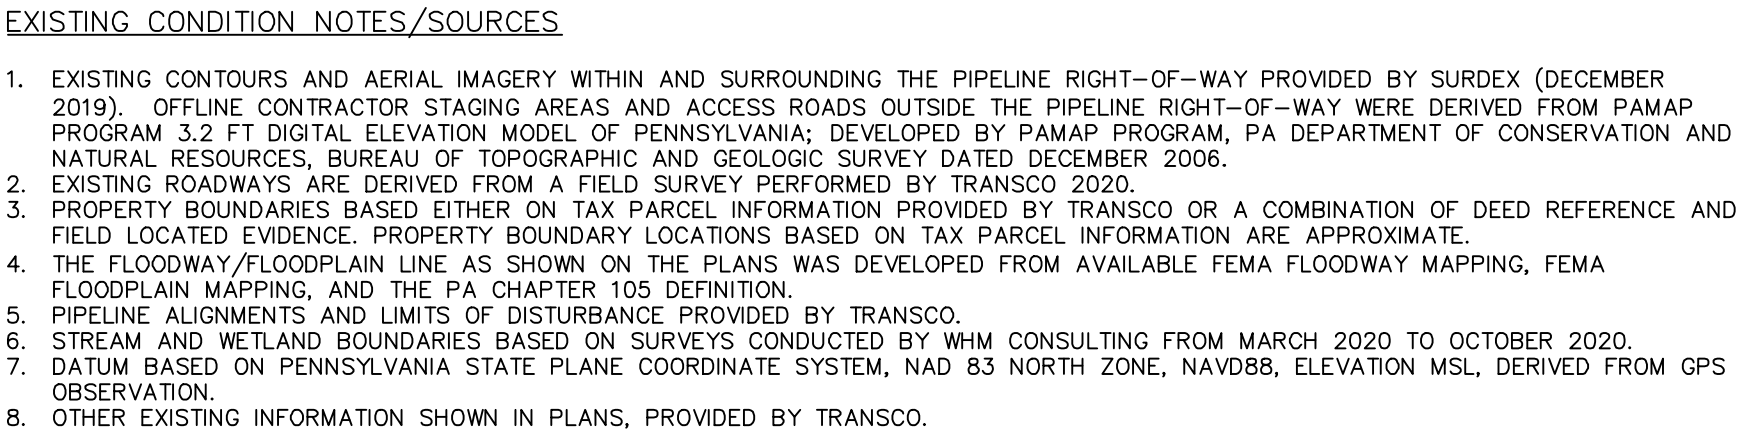 EXISTING CONDITION NOTES/SOURCES
1. EXISTING CONTOURS AND AERIAL IMAGERY WITHIN AND SURROUNDING THE PIPELINE RIGHT-OF-WAY PROVIDED BY SURDEX (DECEMBER
2019). OFFLINE CONTRACTOR STAGING AREAS AND ACCESS ROADS OUTSIDE THE PIPELINE RIGHT-OF-WAY WERE DERIVED FROM PAMAP
PROGRAM 3.2 FT DIGITAL ELEVATION MODEL OF PENNSYLVANIA; DEVELOPED BY PAMAP PROGRAM, PA DEPARTMENT OF CONSERVATION AND
NATURAL RESOURCES, BUREAU OF TOPOGRAPHIC AND GEOLOGIC SURVEY DATED DECEMBER 2006.
2. EXISTING ROADWAYS ARE DERIVED FROM A FIELD SURVEY PERFORMED BY TRANSCO 2020.
3. PROPERTY BOUNDARIES BASED EITHER ON TAX PARCEL INFORMATION PROVIDED BY TRANSCO OR A COMBINATION OF DEED REFERENCE AND
FIELD LOCATED EVIDENCE. PROPERTY BOUNDARY LOCATIONS BASED ON TAX PARCEL INFORMATION ARE APPROXIMATE.
4. THE FLOODWAY/FLOODPLAIN LINE AS SHOWN ON THE PLANS WAS DEVELOPED FROM AVAILABLE FEMA FLOODWAY MAPPING, FEMA
FLOODPLAIN MAPPING, AND THE PA CHAPTER 105 DEFINITION.
5. PIPELINE ALIGNMENTS AND LIMITS OF DISTURBANCE PROVIDED BY TRANSCO.
6. STREAM AND WETLAND BOUNDARIES BASED ON SURVEYS CONDUCTED BY WHM CONSULTING FROM MARCH 2020 TO OCTOBER 2020.
7. DATUM BASED ON PENNSYLVANIA STATE PLANE COORDINATE SYSTEM, NAD 83 NORTH ZONE, NAVD88, ELEVATION MSL, DERIVED FROM GPS
OBSERVATION.
8. OTHER EXISTING INFORMATION SHOWN IN PLANS, PROVIDED BY TRANSCO.